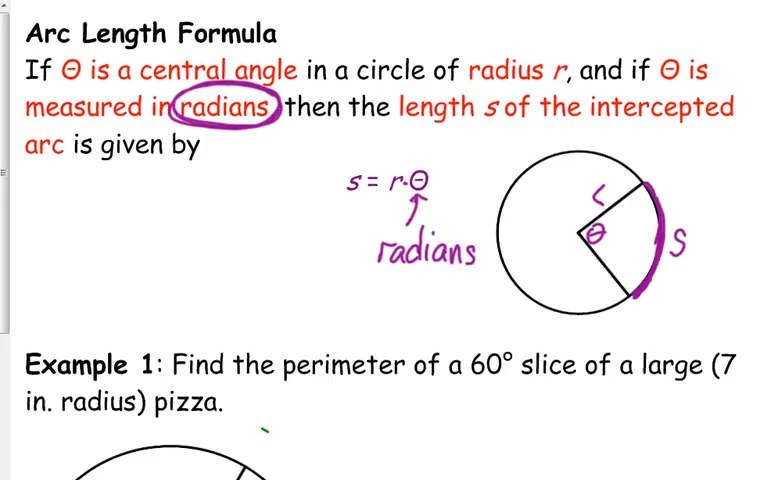 Arc Length Formula
If Θ is a central angle in a circle of radius r, and if Θ is
measured in radians then the length s of the intercepted
arc is given by
s = r·Θ
radians
r
Θ
S
Example 1: Find the perimeter of a 60° slice of a large (7
in. radius) pizza.